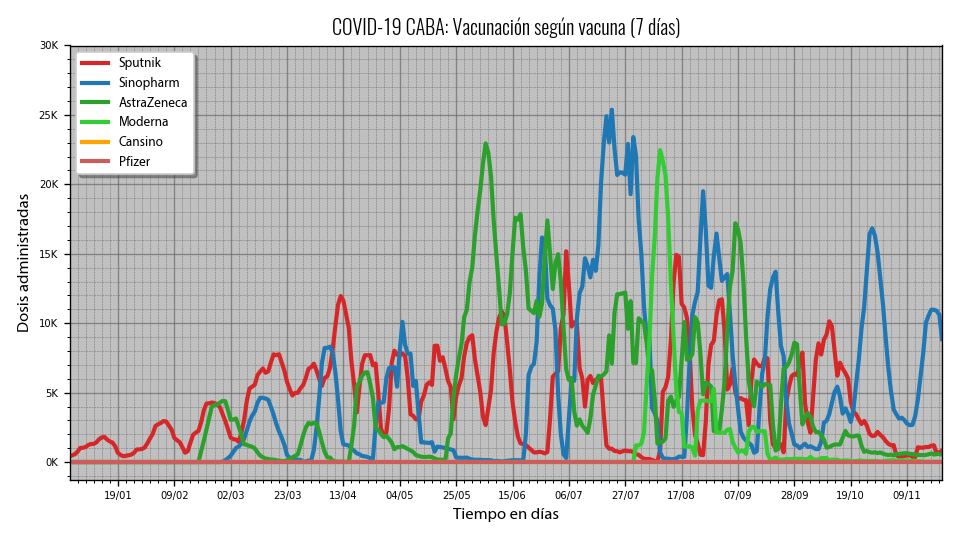 COVID-19 CABA: Vacunación según vacuna (7 días)
30K
25K
20K
15K
10K
5K
0K
Dosis administradas
Sputnik
Sinopharm
AstraZeneca
Moderna
Cansino
Pfizer
19/01 09/02 02/03 23/03 13/04 04/05 25/05 15/06 06/07 27/07 17/08 07/09 28/09 19/10 09/11
Tiempo en días